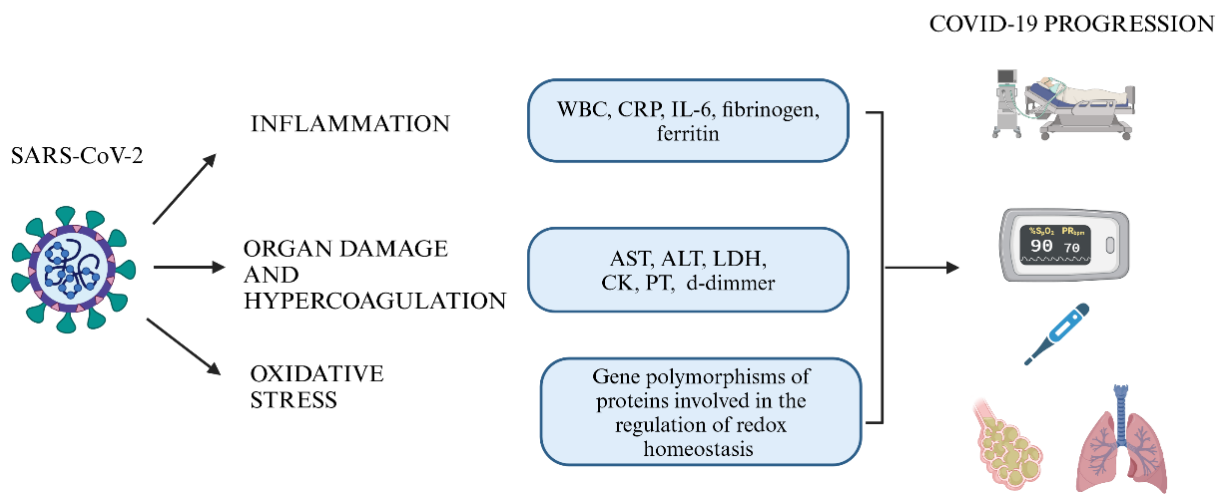 COVID-19 PROGRESSION
SARS-CoV-2
INFLAMMATION
WBC, CRP, IL-6, fibrinogen,
ferritin
ORGAN DAMAGE
AND
HYPERCOAGULATION
AST, ALT, LDH,
CK, PT, d-dimmer
OXIDATIVE
STRESS
Gene polymorphisms of
proteins involved in the
regulation of redox
homeostasis
%SpO2 PRbpm
90 70